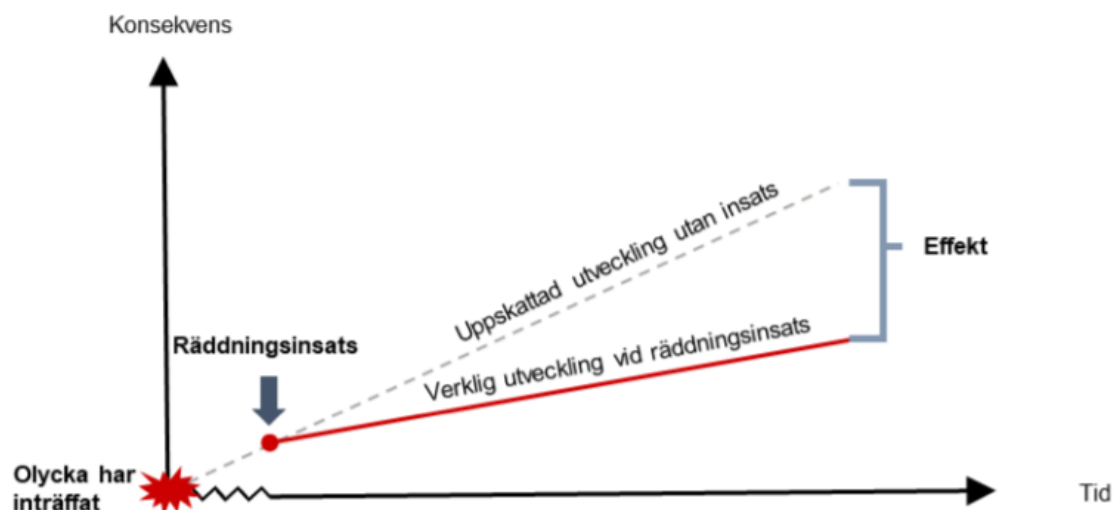 Konsekvens
Uppskattad utveckling utan insats
Effekt
Räddningsinsats
Verklig utveckling vid räddningsinsats
Olycka har
inträffat
Tid